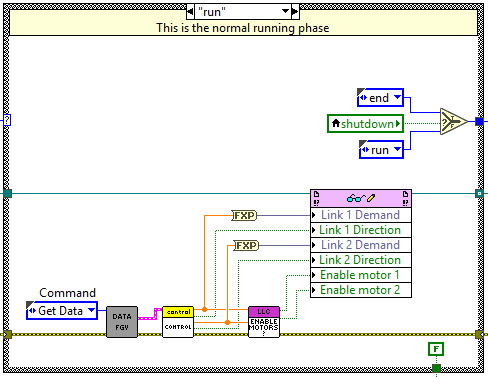 "run"
This is the normal running phase
end
shutdown
run
?
T
?
F
!?
!?
FXP
Link 1 Demand
Link 1 Direction
FXP
Link 2 Demand
Link 2 Direction
Enable motor 1
Enable motor 2
Command
Get Data
DATA
FGV
control
CONTROL
LLC
ENABLE
MOTORS
?
F